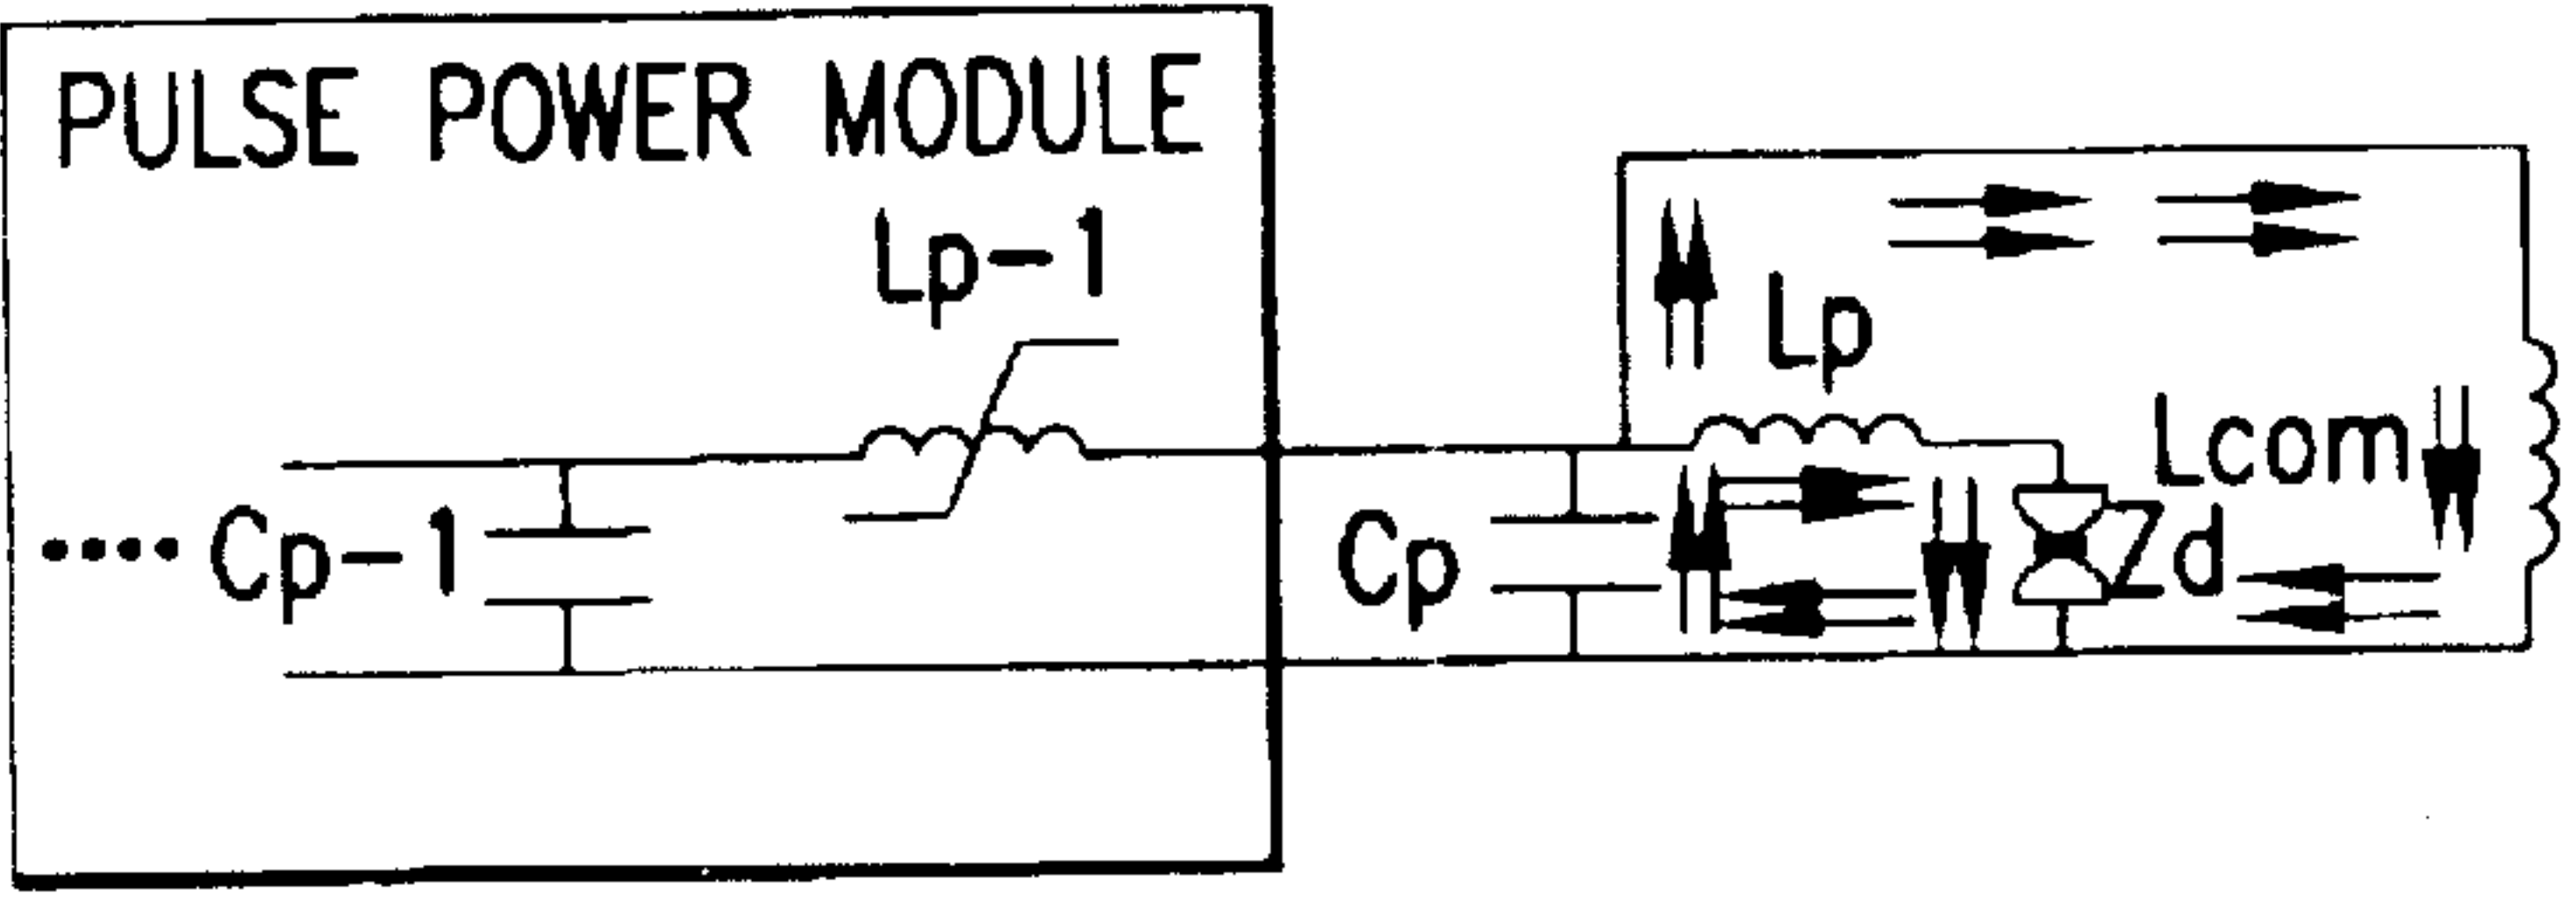 PULSE POWER MODULE
Lp-1
Lp
Lcom
.... Cp-1
Cp
Zd